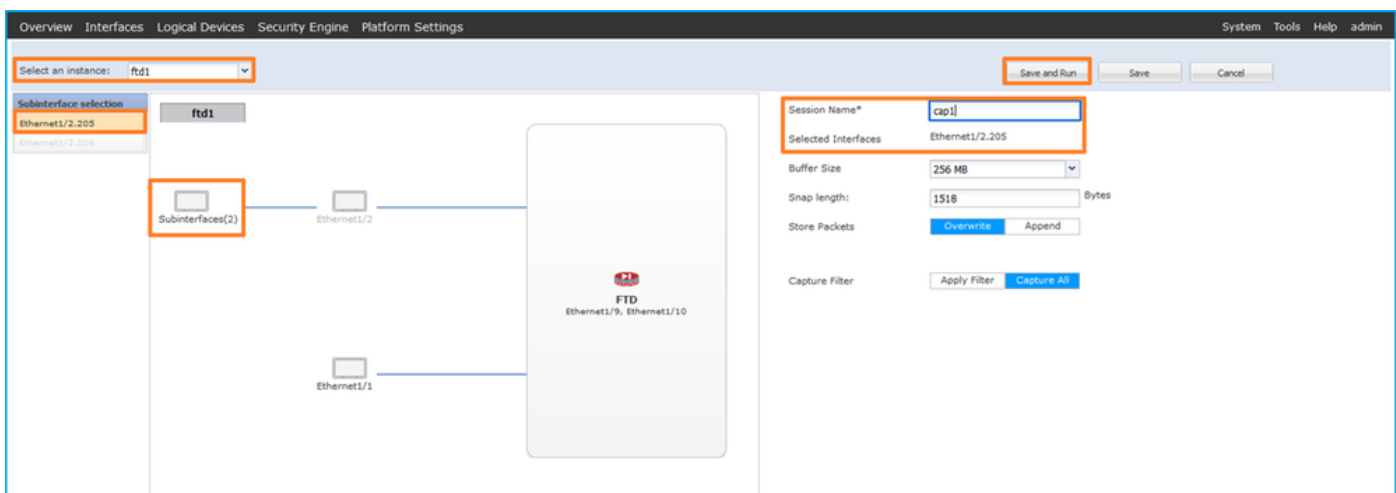 Overview Interfaces Logical Devices Security Engine Platform Settings System Tools Help admin
Select an instance: ftd1 Save and Run Save Cancel
Subinterface selection
Ethernet1/2.205
Ethernet1/2.206
ftd1
Subinterfaces(2)
Ethernet1/2
Ethernet1/1
FTD
Ethernet1/9, Ethernet1/10
Session Name* cap1
Selected Interfaces Ethernet1/2.205
Buffer Size 256 MB
Snap length: 1518 Bytes
Store Packets Overwrite Append
Capture Filter Apply Filter Capture All